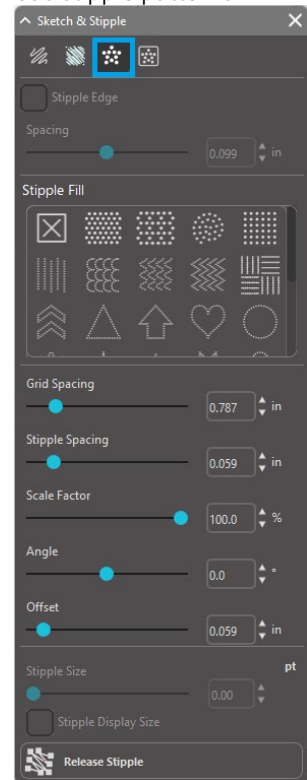 Sketch & Stipple
Stipple Edge
Spacing
0.099 in
Stipple Fill
Grid Spacing
0.787 in
Stipple Spacing
0.059 in
Scale Factor
100.0 %
Angle
0.0 °
Offset
0.059 in
Stipple Size pt
0.00
Stipple Display Size
Release Stipple